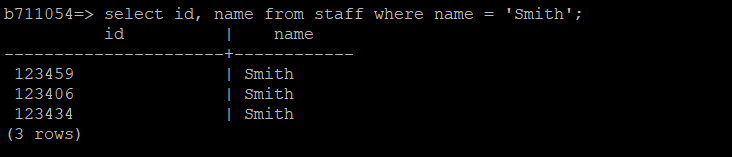 b711054=> select id, name from staff where name = 'Smith';
          id          |    name
----------------------+------------
 123459               | Smith
 123406               | Smith
 123434               | Smith
(3 rows)